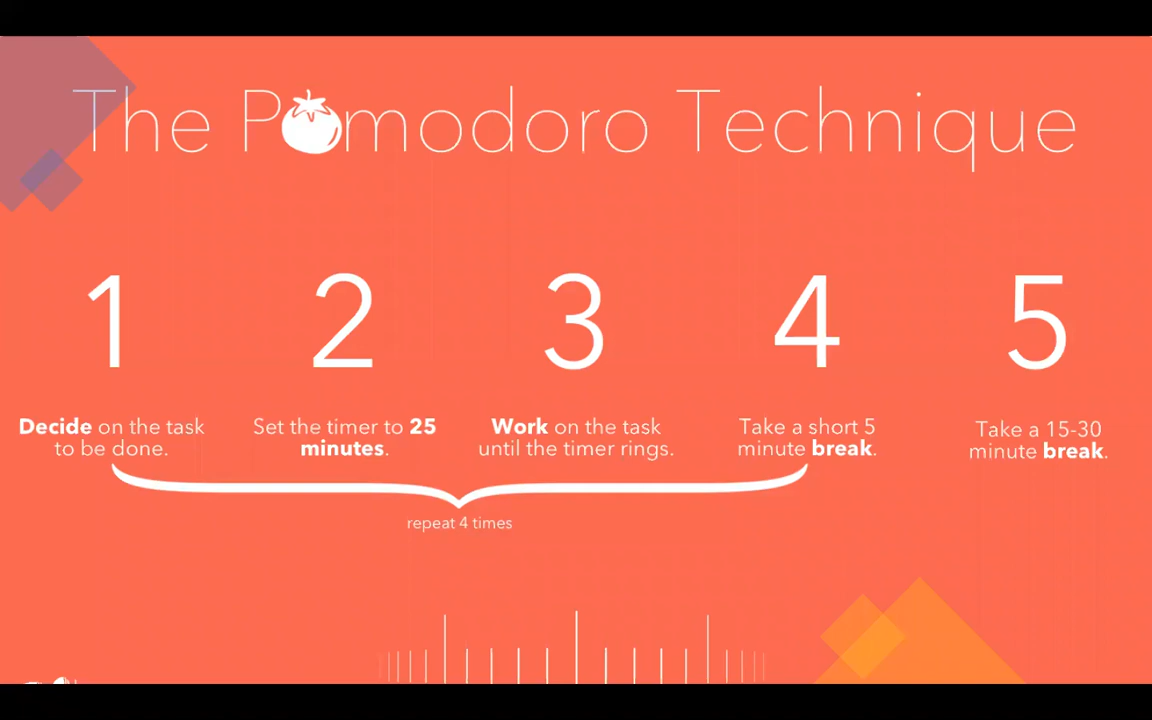 The Pomodoro Technique
1
Decide on the task
to be done.
2
Set the timer to 25
minutes.
3
Work on the task
until the timer rings.
4
Take a short 5
minute break.
5
Take a 15-30
minute break.
repeat 4 times